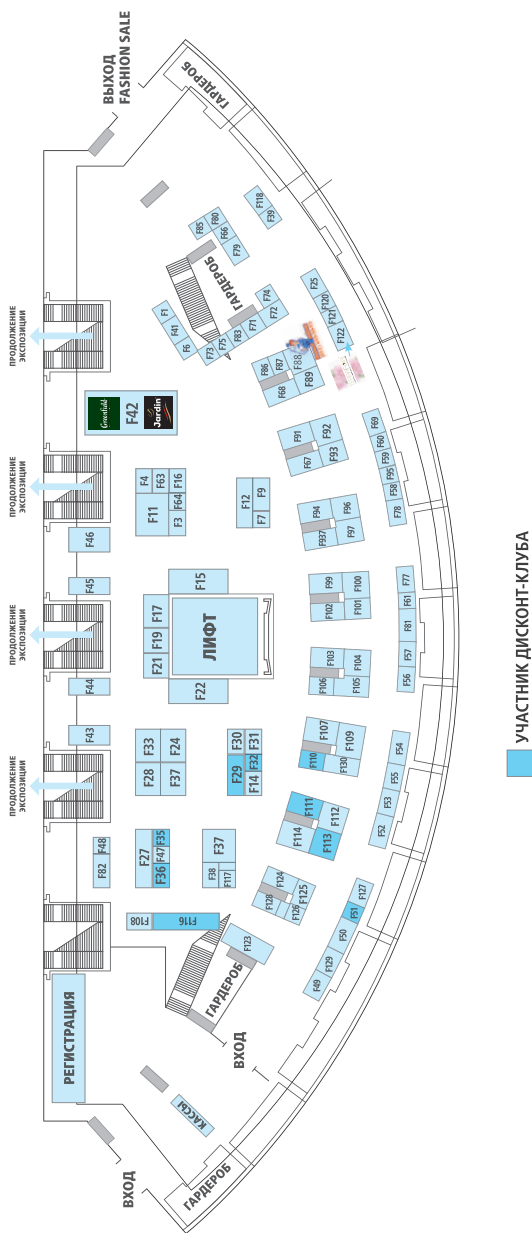 ВЫХОД
FASHION SALE
ГАРДЕРОБ
F118
F39
F80
F85
F66
F79
ГАРДЕРОБ
ПРОДОЛЖЕНИЕ
ЭКСПОЗИЦИИ
F1
F41
F6
F74
F72
F71
F83
F75
F73
F25
F120
F121
F122
F86
F87
F88
F68
F89
Greenfield
F42
Jardin
F91
F92
F67
F93
F69
F60
F59
F95
F58
F78
ПРОДОЛЖЕНИЕ
ЭКСПОЗИЦИИ
F46
F4
F63
F16
F11
F64
F3
F12
F9
F7
F94
F96
F937
F97
F45
F15
F99
F100
F102
F101
F77
F61
F81
F57
F56
ПРОДОЛЖЕНИЕ
ЭКСПОЗИЦИИ
F17
F19
F21
ЛИФТ
F22
F103
F104
F106
F105
F44
F43
F33
F24
F28
F37
F30
F31
F29
F32
F14
F107
F109
F110
F130
F54
F55
F53
F52
ПРОДОЛЖЕНИЕ
ЭКСПОЗИЦИИ
F48
F82
F27
F35
F47
F36
F37
F38
F117
F111
F112
F114
F113
F124
F125
F128
F126
F127
F51
F50
F129
F49
F108
F116
F123
ГАРДЕРОБ
РЕГИСТРАЦИЯ
ВХОД
КАССЫ
ВХОД
ГАРДЕРОБ
УЧАСТНИК ДИСКОНТ-КЛУБА